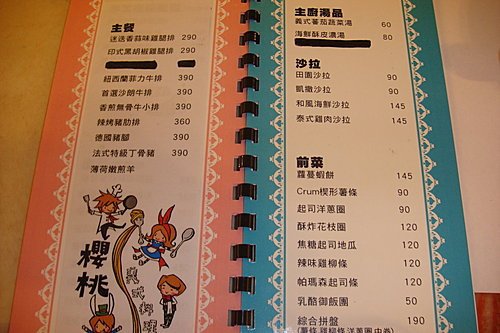 主餐
迷迭香蒜味雞腿排 290
印式黑胡椒雞腿排 290
紐西蘭菲力牛排 390
首選沙朗牛排 390
香煎無骨牛小排 390
辣烤豬肋排 360
德國豬腳 390
法式特級丁骨豬 390
薄荷嫩煎羊
櫻桃
義式料理
主廚湯品
義式蕃茄蔬菜湯 60
海鮮酥皮濃湯 80
沙拉
田園沙拉 90
凱撒沙拉 90
和風海鮮沙拉 145
泰式雞肉沙拉 145
前菜
蘿蔓蝦餅 145
Crum楔形薯條 90
起司洋蔥圈 90
酥炸花枝圈 120
焦糖起司地瓜 120
辣味雞柳條 120
帕瑪森起司條 120
乳酪御飯團 50
綜合拼盤 190